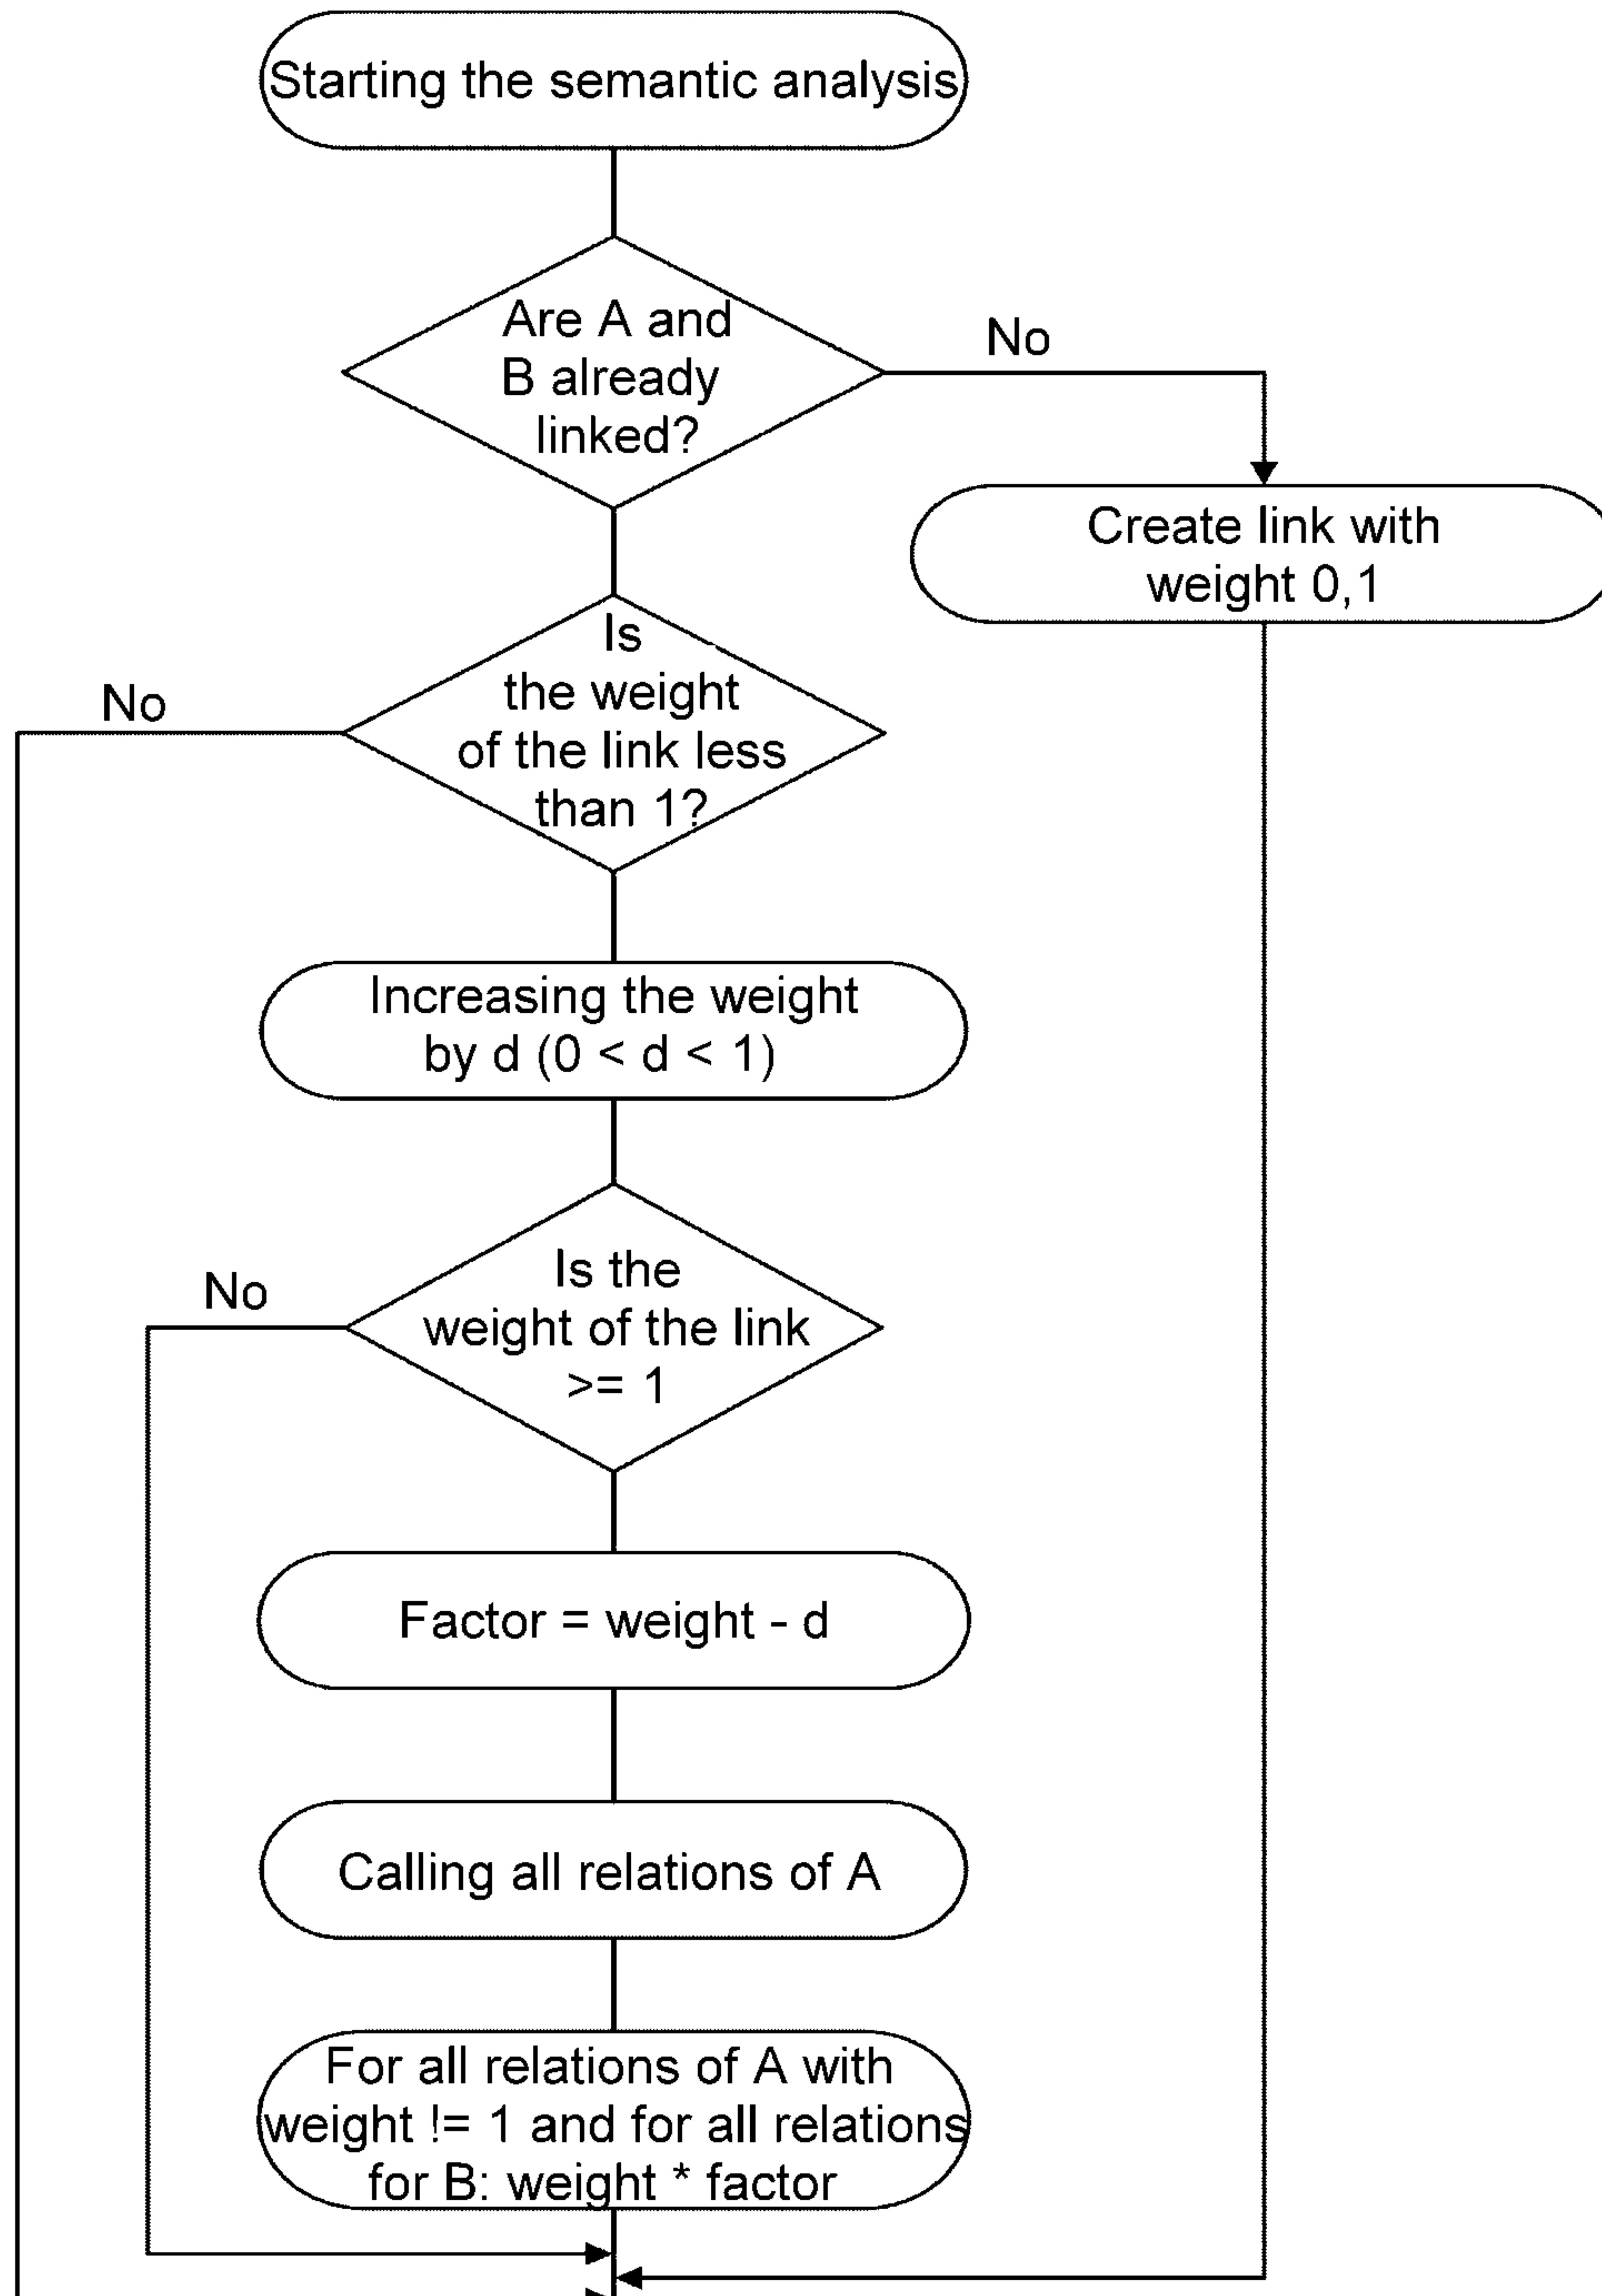 Starting the semantic analysis
Are A and
B already
linked?
No
Create link with
weight 0,1
Is
the weight
of the link less
than 1?
No
Increasing the weight
by d (0 < d < 1)
Is the
weight of the link
>= 1
No
Factor = weight - d
Calling all relations of A
For all relations of A with
weight != 1 and for all relations
for B: weight * factor